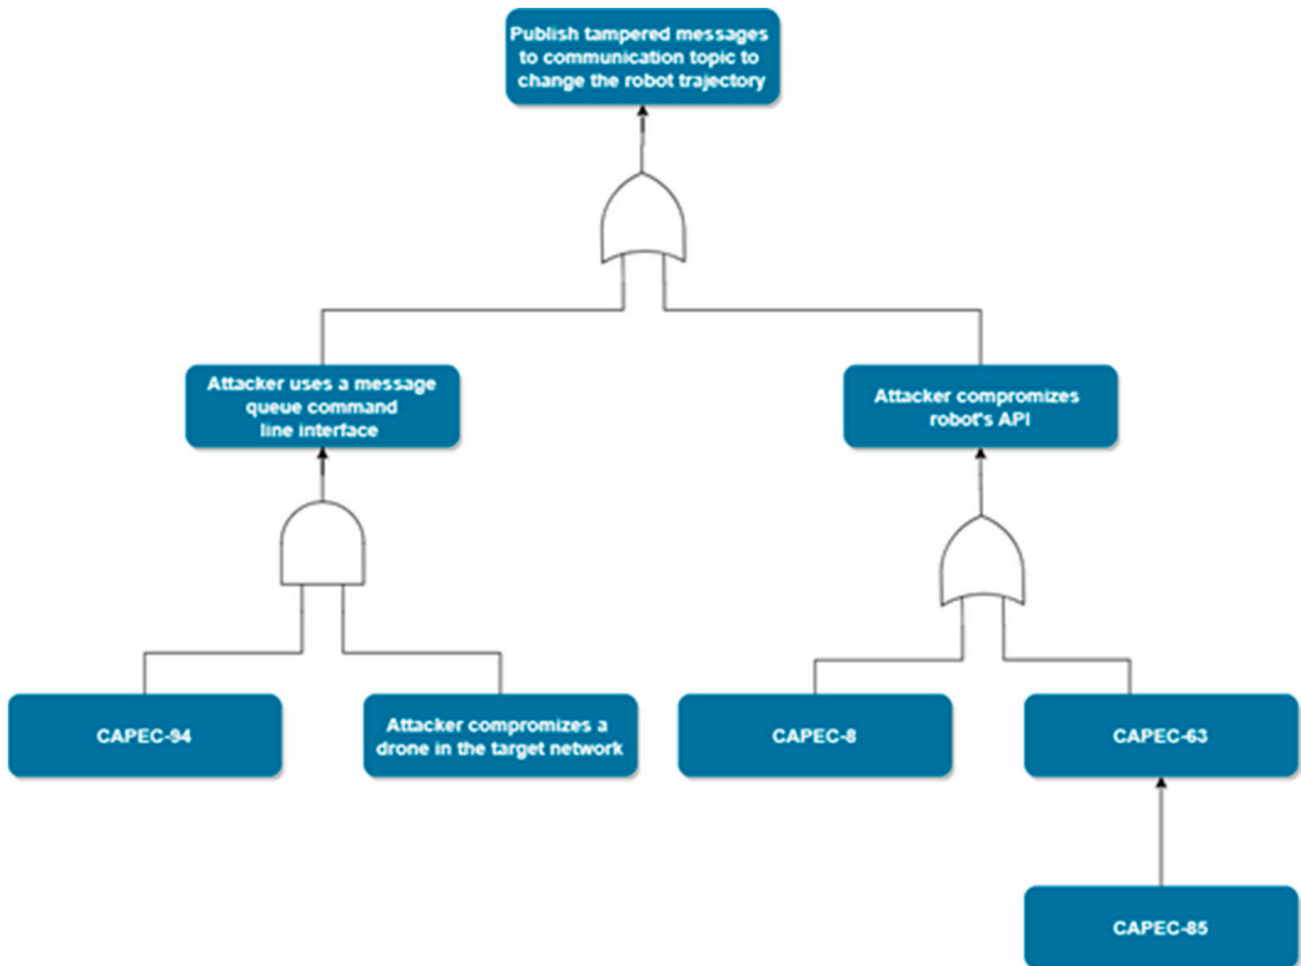 Publish tampered messages
to communication topic to
change the robot trajectory
Attacker uses a message
queue command
line interface
Attacker compromizes
robot's API
CAPEC-94
Attacker compromizes a
drone in the target network
CAPEC-8
CAPEC-63
CAPEC-85